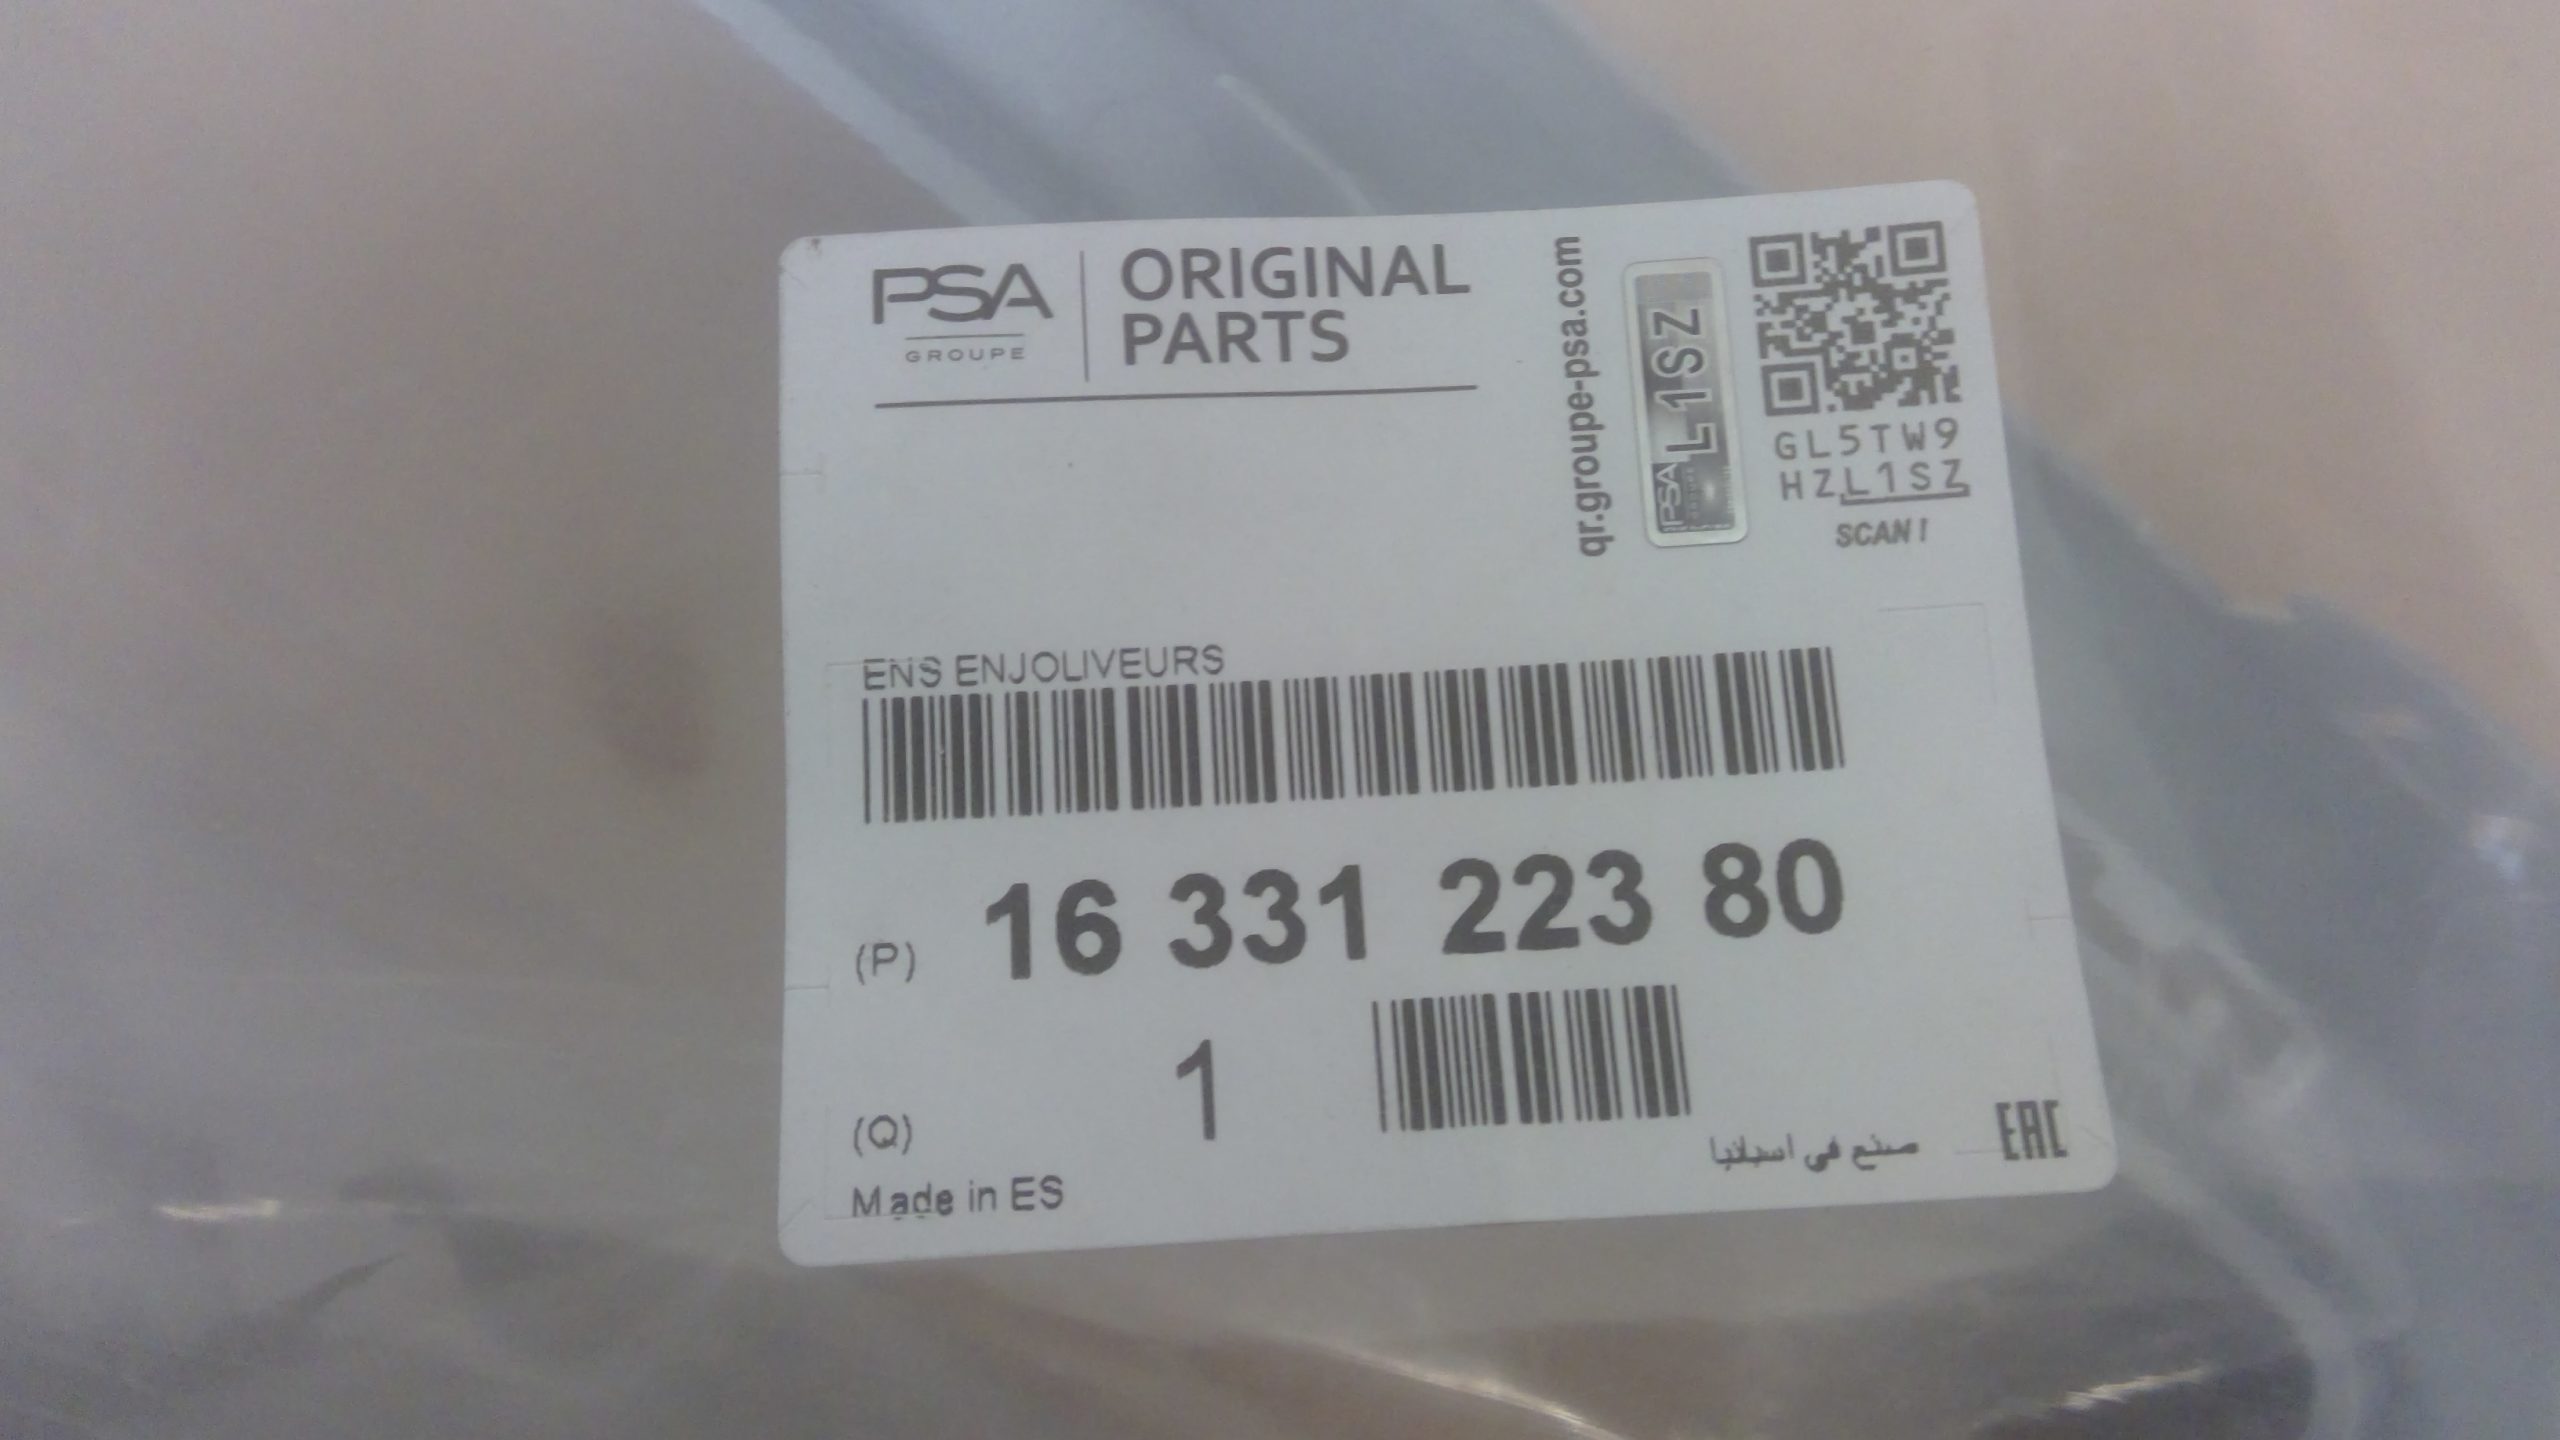 PSA
GROUPE
ORIGINAL
PARTS
qr.groupe-psa.com
PSA
L1SZ
GL5TW9
HZL1SZ
SCAN!
ENS ENJOLIVEURS
(P) 16 331 223 80
(Q) 1
Made in ES
صنع في اسبانيا
EAC